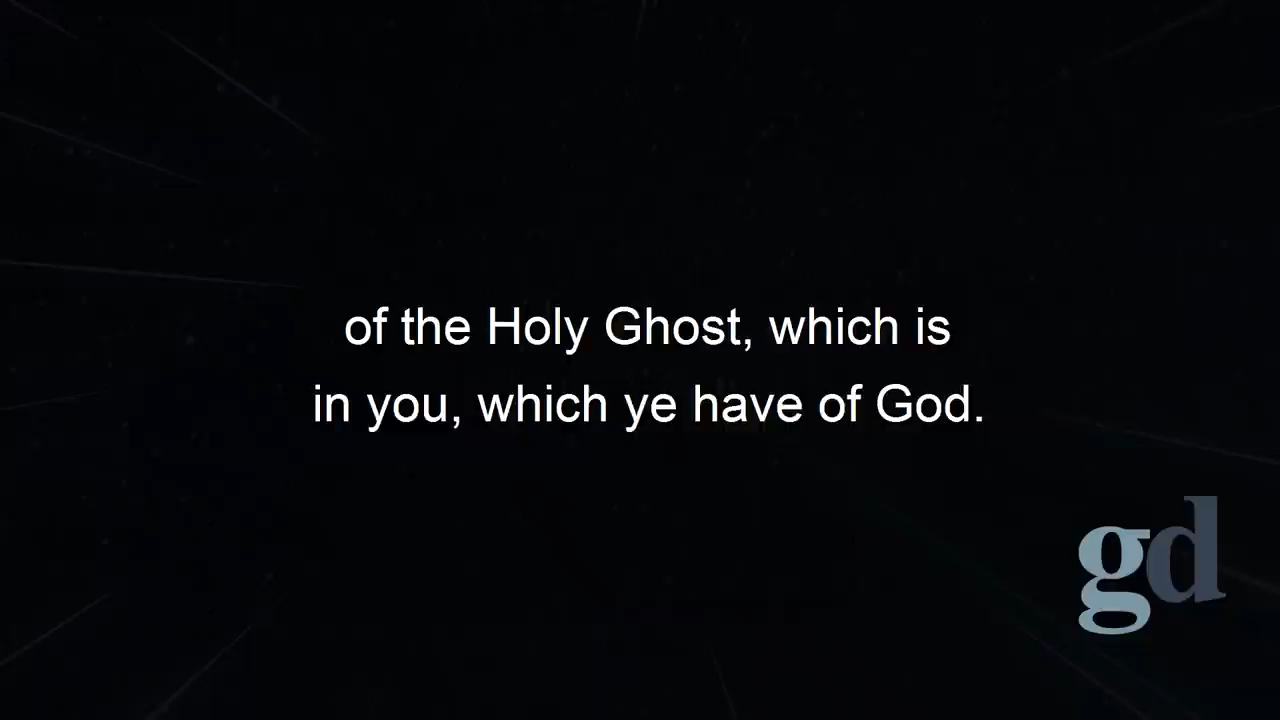 of the Holy Ghost, which is
in you, which ye have of God.
gd